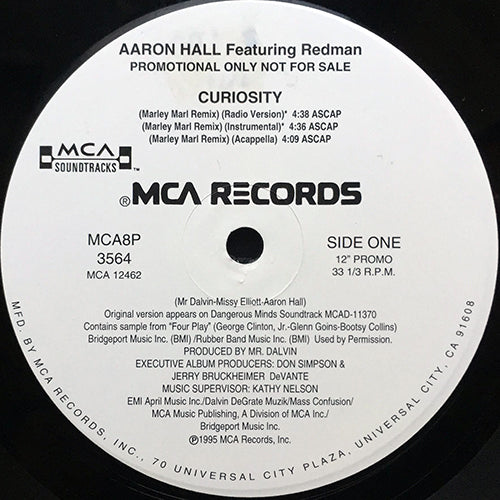 AARON HALL Featuring Redman
PROMOTIONAL ONLY NOT FOR SALE
CURIOSITY
(Marley Marl Remix) (Radio Version)* 4:38 ASCAP
(Marley Marl Remix) (Instrumental)* 4:36 ASCAP
(Marley Marl Remix) (Acappella) 4:09 ASCAP
MCA
SOUNDTRACKS™
®MCA RECORDS
MCA8P
3564
MCA 12462
SIDE ONE
12" PROMO
33 1/3 R.P.M.
(Mr Dalvin-Missy Elliott-Aaron Hall)
Original version appears on Dangerous Minds Soundtrack MCAD-11370
Contains sample from "Four Play" (George Clinton, Jr.-Glenn Goins-Bootsy Collins)
Bridgeport Music Inc. (BMI) /Rubber Band Music Inc. (BMI) Used by Permission.
PRODUCED BY MR. DALVIN
EXECUTIVE ALBUM PRODUCERS: DON SIMPSON &
JERRY BRUCKHEIMER DeVANTE
MUSIC SUPERVISOR: KATHY NELSON
EMI April Music Inc./Dalvin DeGrate Muzik/Mass Confusion/
MCA Music Publishing, A Division of MCA Inc./
Bridgeport Music Inc.
℗1995 MCA Records, Inc.
MFD. BY MCA RECORDS, INC., 70 UNIVERSAL CITY PLAZA, UNIVERSAL CITY, CA 91608